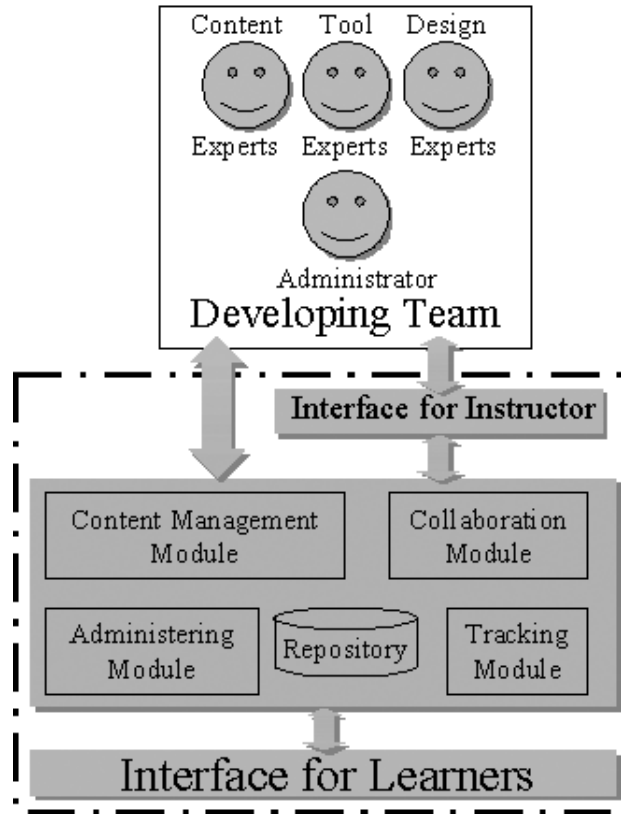 Content Tool Design
Experts Experts Experts
Administrator
Developing Team
Interface for Instructor
Content Management
Module
Collaboration
Module
Administering
Module
Repository
Tracking
Module
Interface for Learners